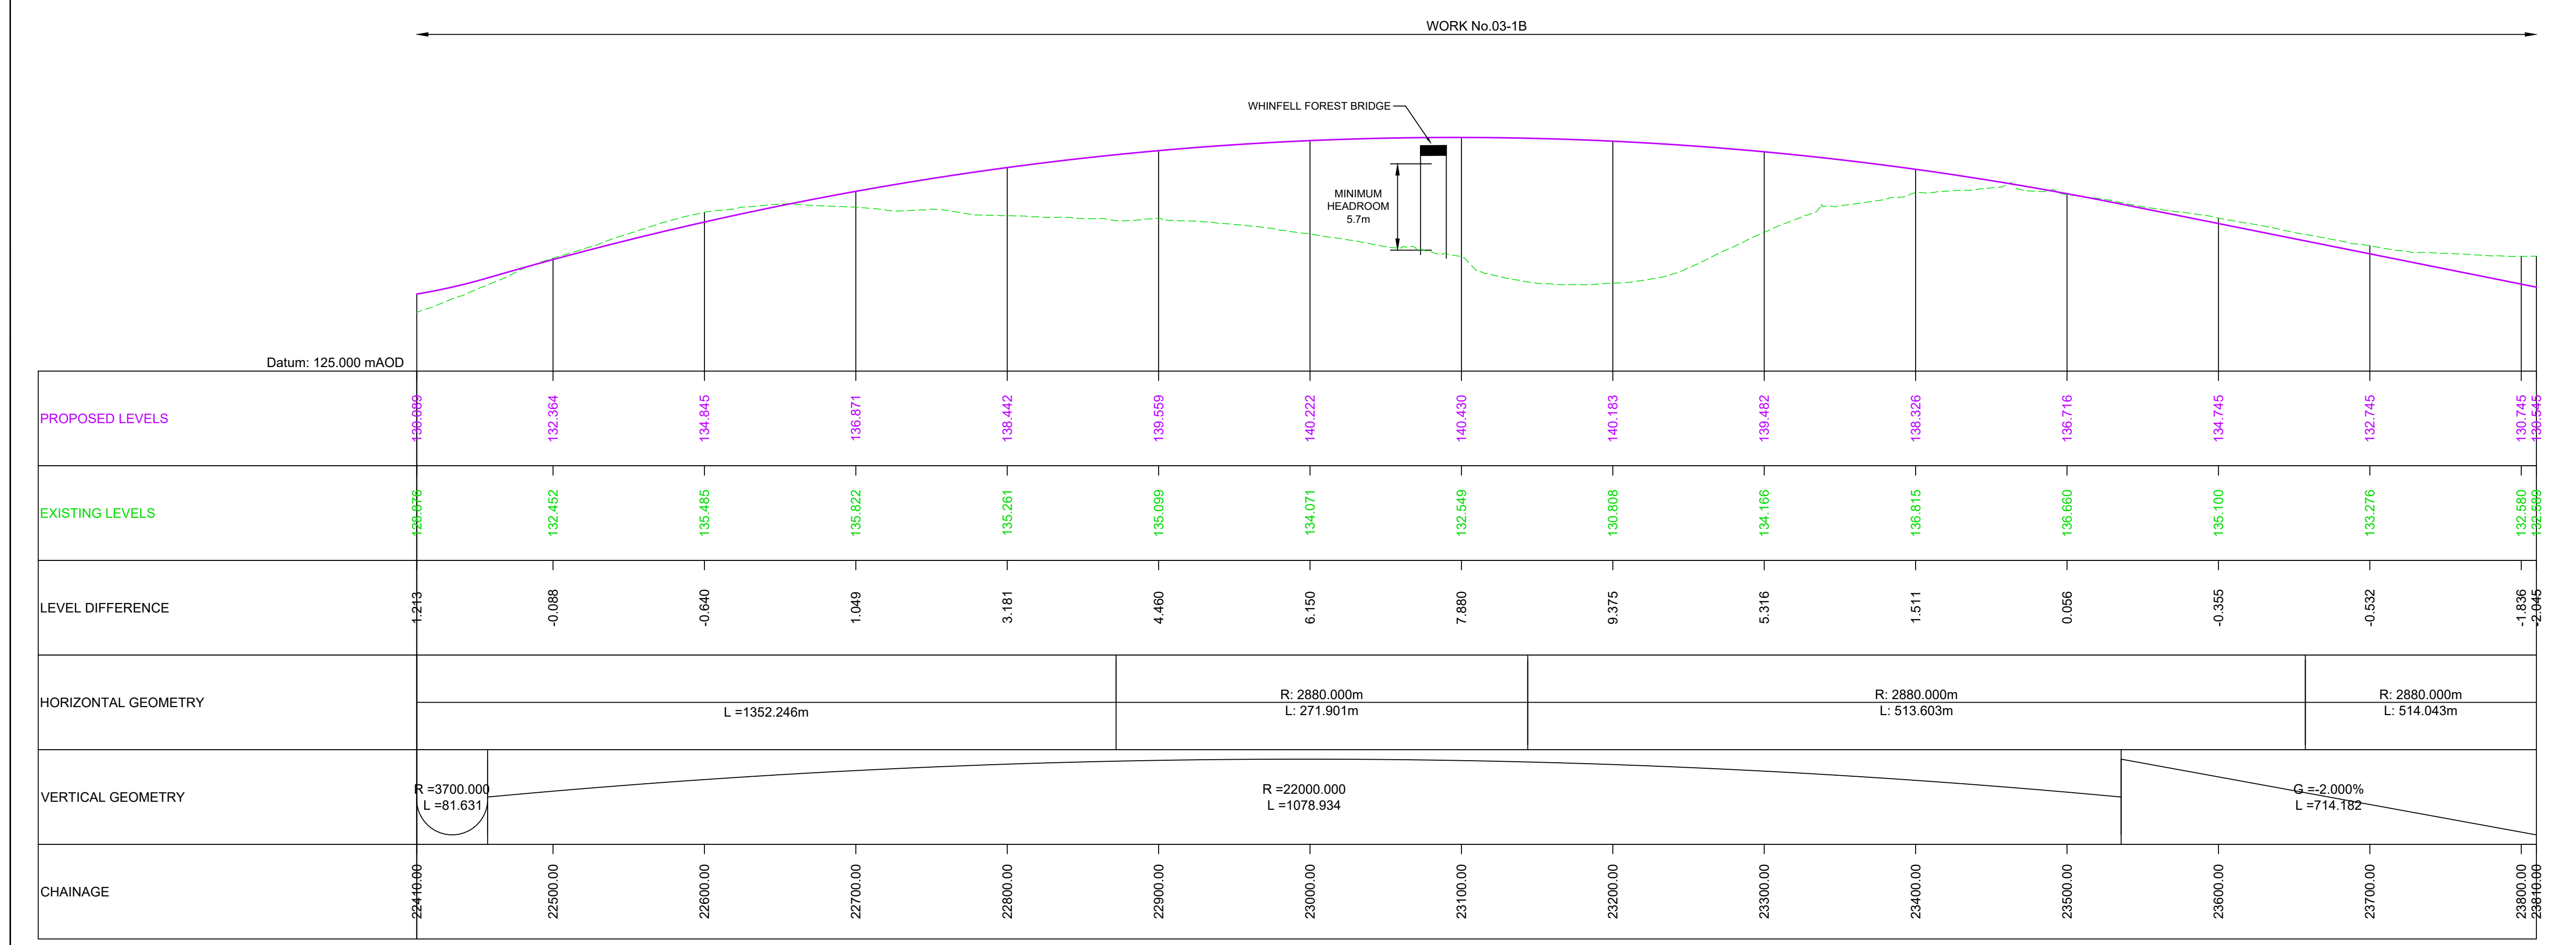 WORK No.03-1B
WHINFELL FOREST BRIDGE
MINIMUM
HEADROOM
5.7m
Datum: 125.000 mAOD
PROPOSED LEVELS
130.089 132.364 134.845 136.871 138.442 139.559 140.222 140.430 140.183 139.482 138.326 136.716 134.745 132.745 130.745 130.545
EXISTING LEVELS
128.876 132.452 135.485 135.822 135.261 135.099 134.071 132.549 130.808 134.166 136.815 136.660 135.100 133.276 132.580 132.589
LEVEL DIFFERENCE
1.213 -0.088 -0.640 1.049 3.181 4.460 6.150 7.880 9.375 5.316 1.511 0.056 -0.355 -0.532 -1.836 -2.045
HORIZONTAL GEOMETRY
L =1352.246m
R: 2880.000m
L: 271.901m
R: 2880.000m
L: 513.603m
R: 2880.000m
L: 514.043m
VERTICAL GEOMETRY
R =3700.000
L =81.631
R =22000.000
L =1078.934
G =-2.000%
L =714.182
CHAINAGE
22410.00 22500.00 22600.00 22700.00 22800.00 22900.00 23000.00 23100.00 23200.00 23300.00 23400.00 23500.00 23600.00 23700.00 23800.00 23810.00